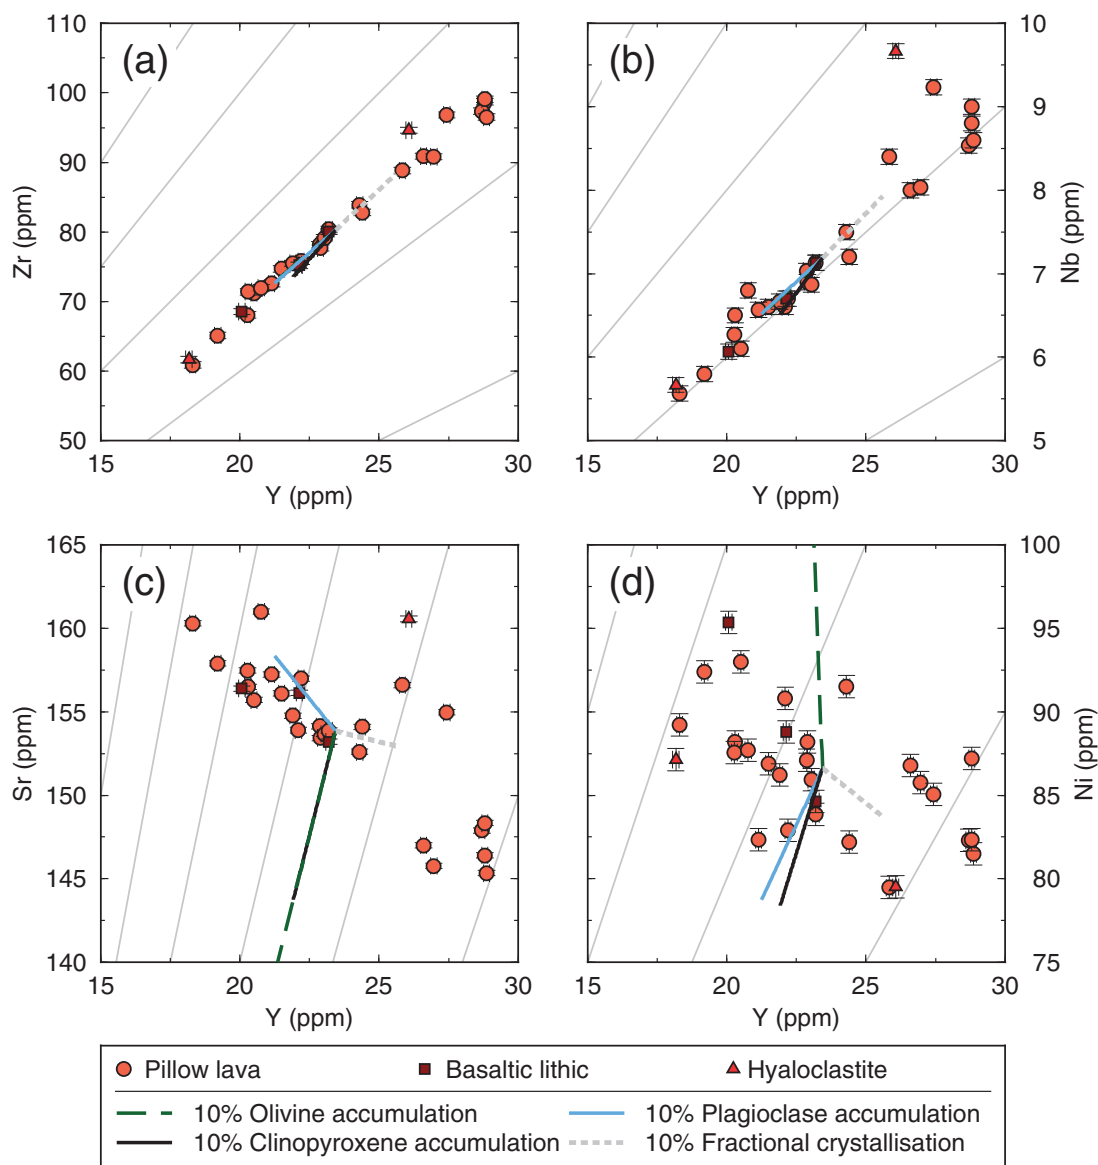 110
100
90
80
70
60
50
Zr (ppm)
(a)
15
20
25
30
Y (ppm)
(b)
10
9
8
7
6
5
Nb (ppm)
15
20
25
30
Y (ppm)
165
160
155
150
145
140
Sr (ppm)
(c)
15
20
25
30
Y (ppm)
(d)
100
95
90
85
80
75
Ni (ppm)
15
20
25
30
Y (ppm)
Pillow lava
Basaltic lithic
Hyaloclastite
10% Olivine accumulation
10% Plagioclase accumulation
10% Clinopyroxene accumulation
10% Fractional crystallisation